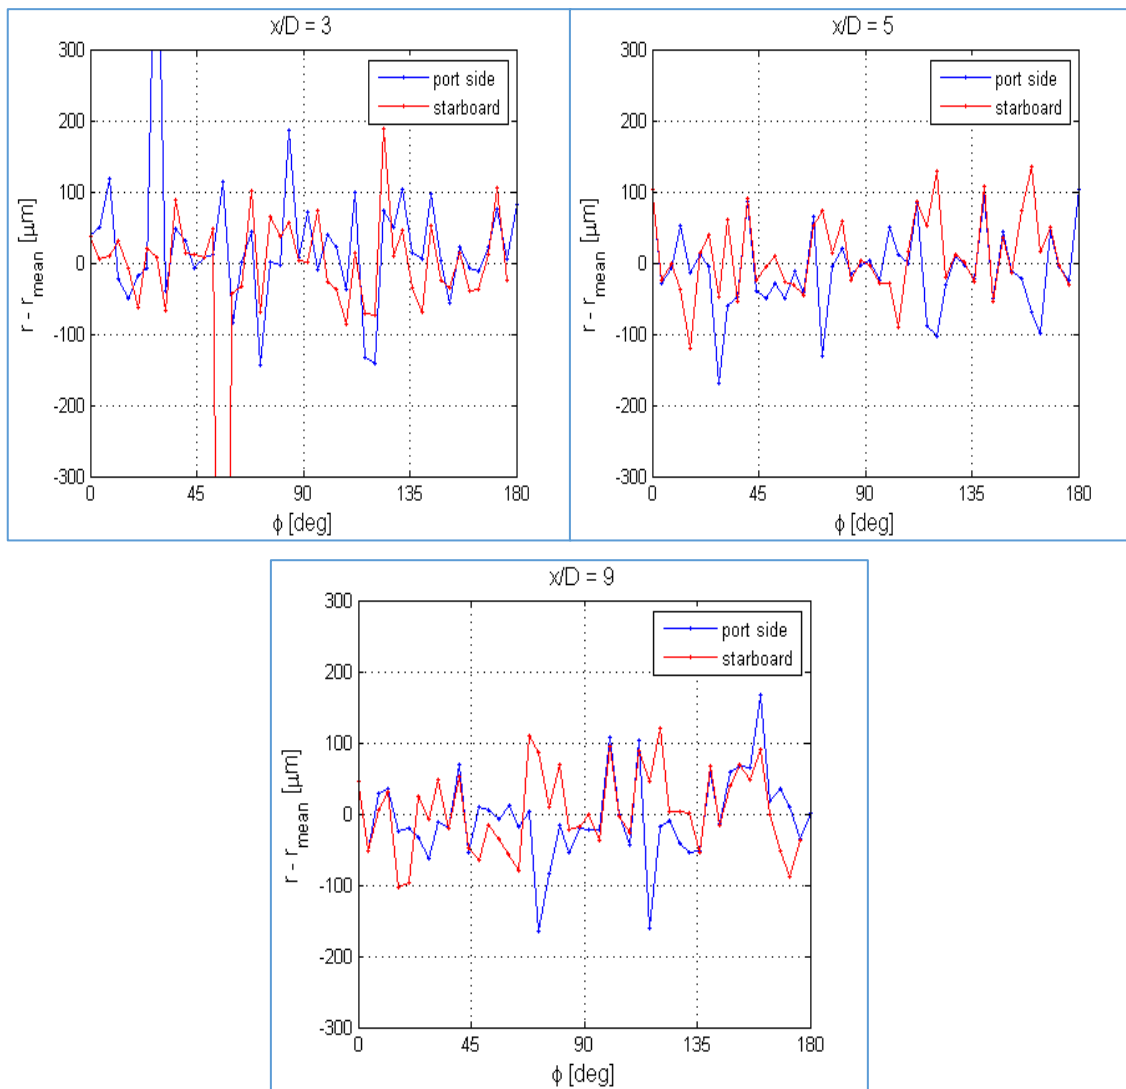 x/D = 3
300
200
100
0
-100
-200
-300
r - r_mean [μm]
port side
starboard
0 45 90 135 180
ϕ [deg]
x/D = 5
300
200
100
0
-100
-200
-300
r - r_mean [μm]
port side
starboard
0 45 90 135 180
ϕ [deg]
x/D = 9
300
200
100
0
-100
-200
-300
r - r_mean [μm]
port side
starboard
0 45 90 135 180
ϕ [deg]